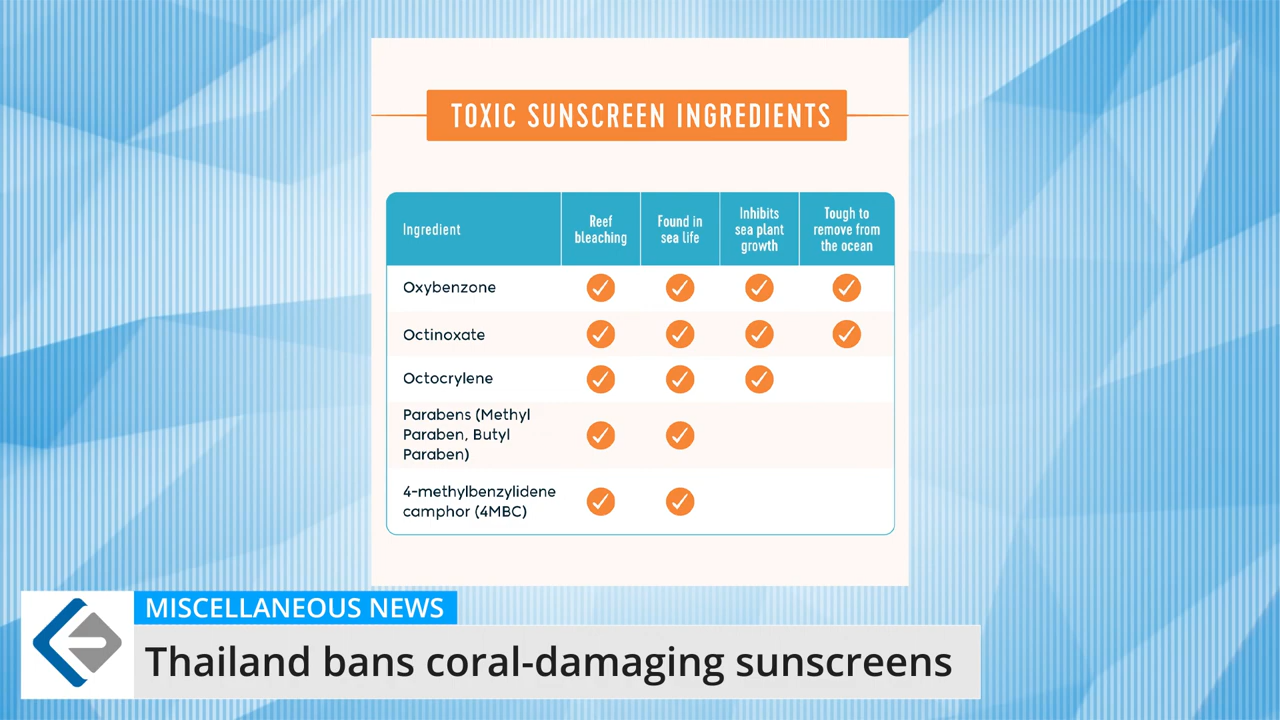 TOXIC SUNSCREEN INGREDIENTS
Ingredient
Reef
bleaching
Found in
sea life
Inhibits
sea plant
growth
Tough to
remove from
the ocean
Oxybenzone
Octinoxate
Octocrylene
Parabens (Methyl
Paraben, Butyl
Paraben)
4-methylbenzylidene
camphor (4MBC)
MISCELLANEOUS NEWS
Thailand bans coral-damaging sunscreens